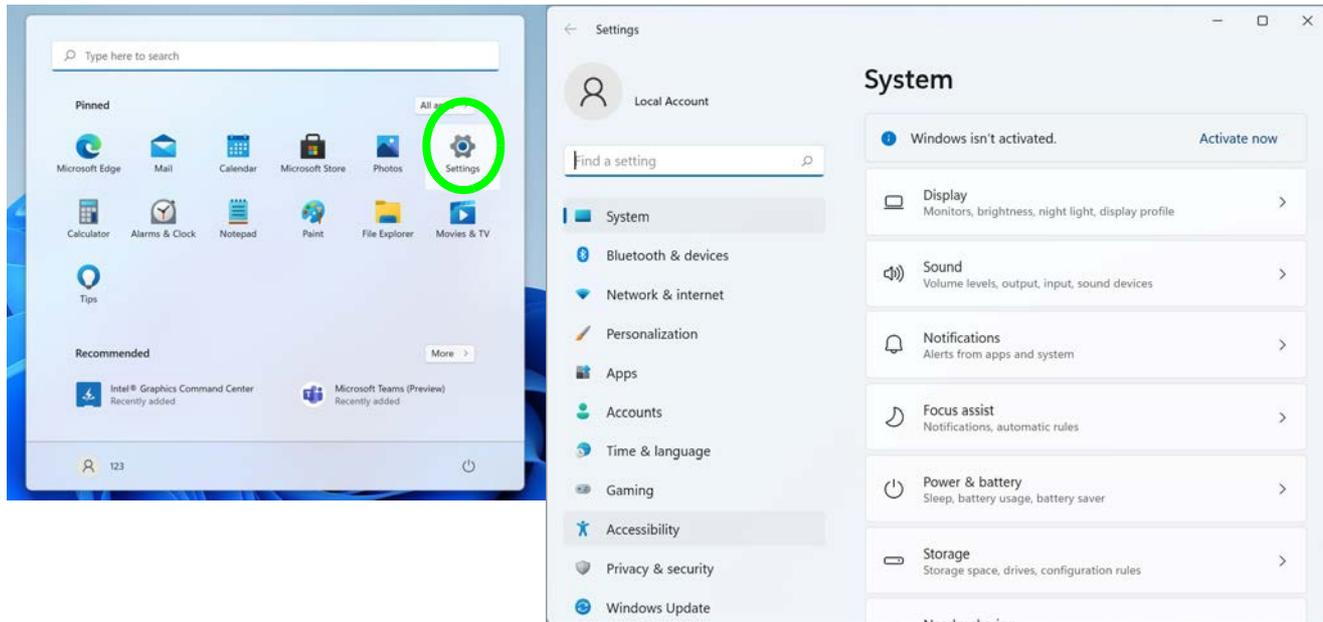 Type here to search
Pinned
All
Microsoft Edge
Mail
Calendar
Microsoft Store
Photos
Settings
Calculator
Alarms & Clock
Notepad
Paint
File Explorer
Movies & TV
Tips
Recommended
More
Intel® Graphics Command Center
Recently added
Microsoft Teams (Preview)
Recently added
123
Settings
Local Account
Find a setting
System
Bluetooth & devices
Network & internet
Personalization
Apps
Accounts
Time & language
Gaming
Accessibility
Privacy & security
Windows Update
System
Windows isn't activated.
Activate now
Display
Monitors, brightness, night light, display profile
Sound
Volume levels, output, input, sound devices
Notifications
Alerts from apps and system
Focus assist
Notifications, automatic rules
Power & battery
Sleep, battery usage, battery saver
Storage
Storage space, drives, configuration rules